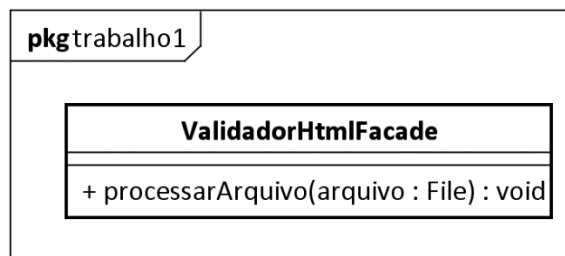 pkg trabalho1
ValidadorHtmlFacade
+ processarArquivo(arquivo : File) : void